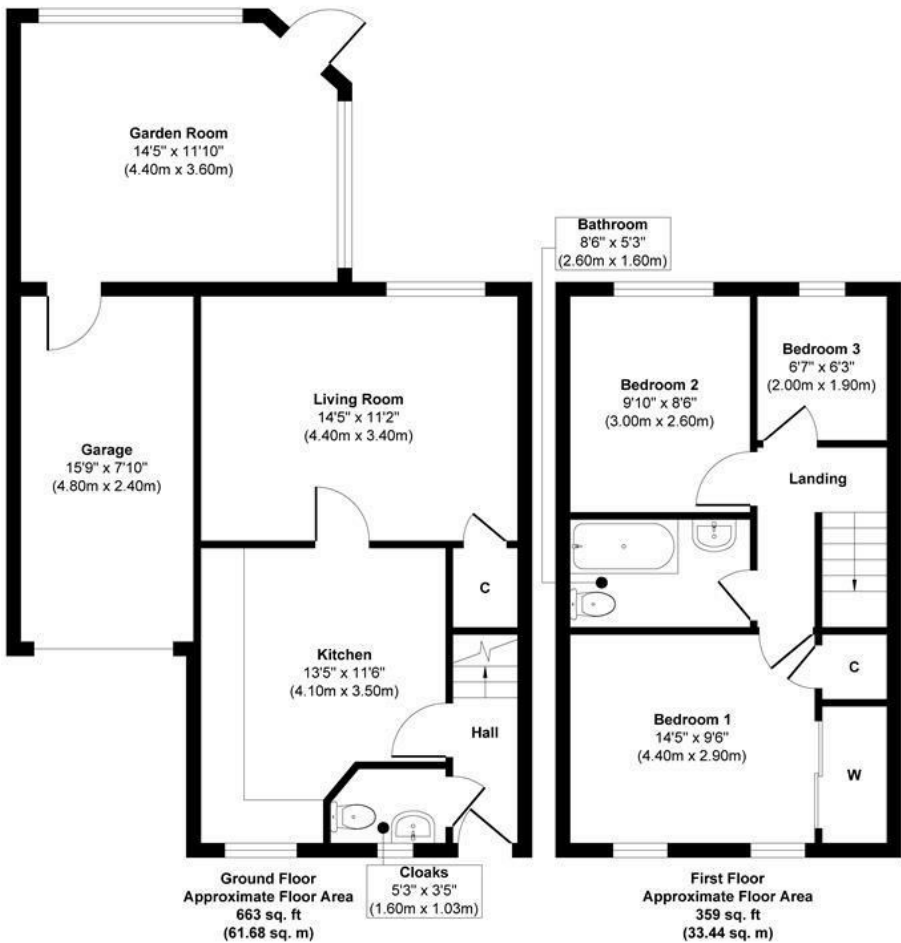 Garden Room
14'5" x 11'10"
(4.40m x 3.60m)
Bathroom
8'6" x 5'3"
(2.60m x 1.60m)
Living Room
14'5" x 11'2"
(4.40m x 3.40m)
Garage
15'9" x 7'10"
(4.80m x 2.40m)
C
Kitchen
13'5" x 11'6"
(4.10m x 3.50m)
Hall
Cloaks
5'3" x 3'5"
(1.60m x 1.03m)
Ground Floor
Approximate Floor Area
663 sq. ft
(61.68 sq. m)
Bedroom 2
9'10" x 8'6"
(3.00m x 2.60m)
Bedroom 3
6'7" x 6'3"
(2.00m x 1.90m)
Landing
C
Bedroom 1
14'5" x 9'6"
(4.40m x 2.90m)
W
First Floor
Approximate Floor Area
359 sq. ft
(33.44 sq. m)